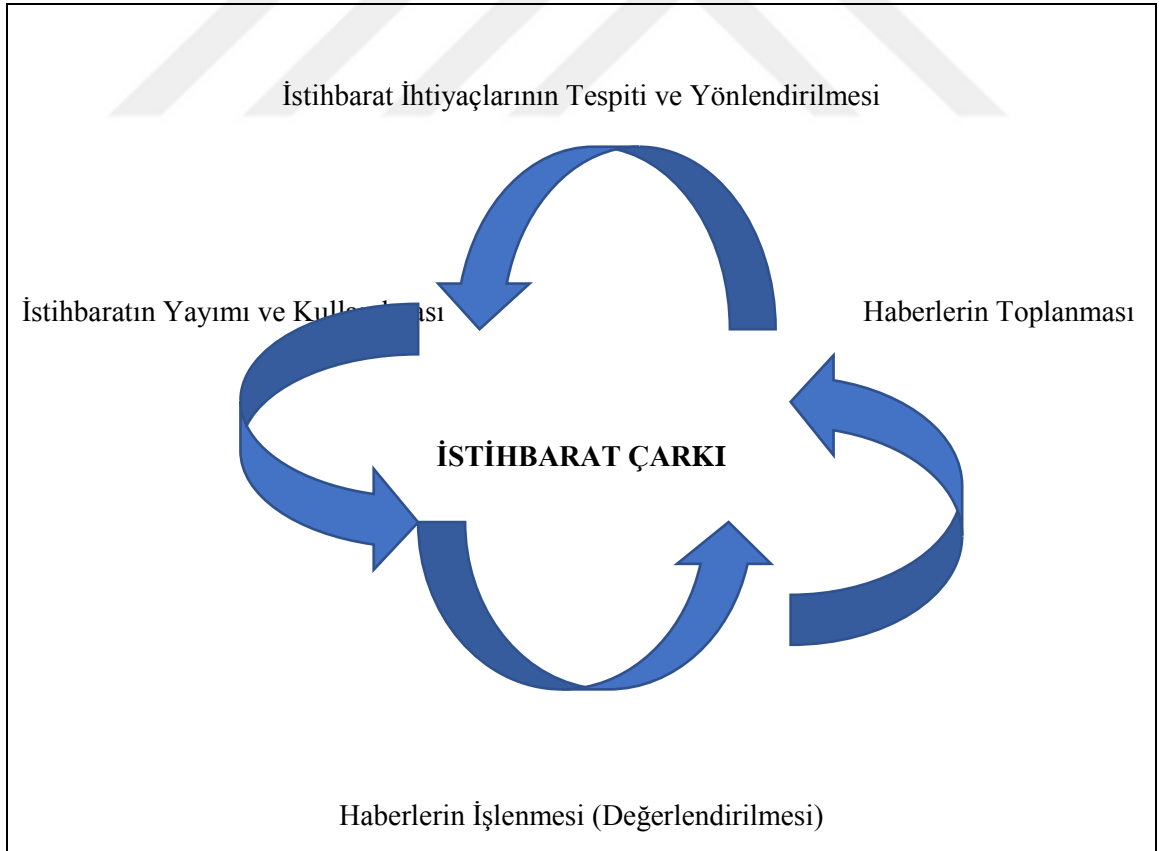 İstihbarat İhtiyaçlarının Tespiti ve Yönlendirilmesi
İstihbaratın Yayımı ve
Haberlerin Toplanması
İSTİHBARAT ÇARKI
Haberlerin İşlenmesi (Değerlendirilmesi)